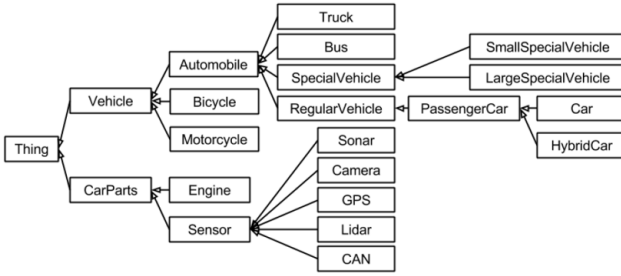 Truck
Bus
Automobile
SpecialVehicle
SmallSpecialVehicle
LargeSpecialVehicle
Vehicle
Bicycle
RegularVehicle
PassengerCar
Car
Motorcycle
HybridCar
Thing
Sonar
Camera
CarParts
Engine
GPS
Sensor
Lidar
CAN